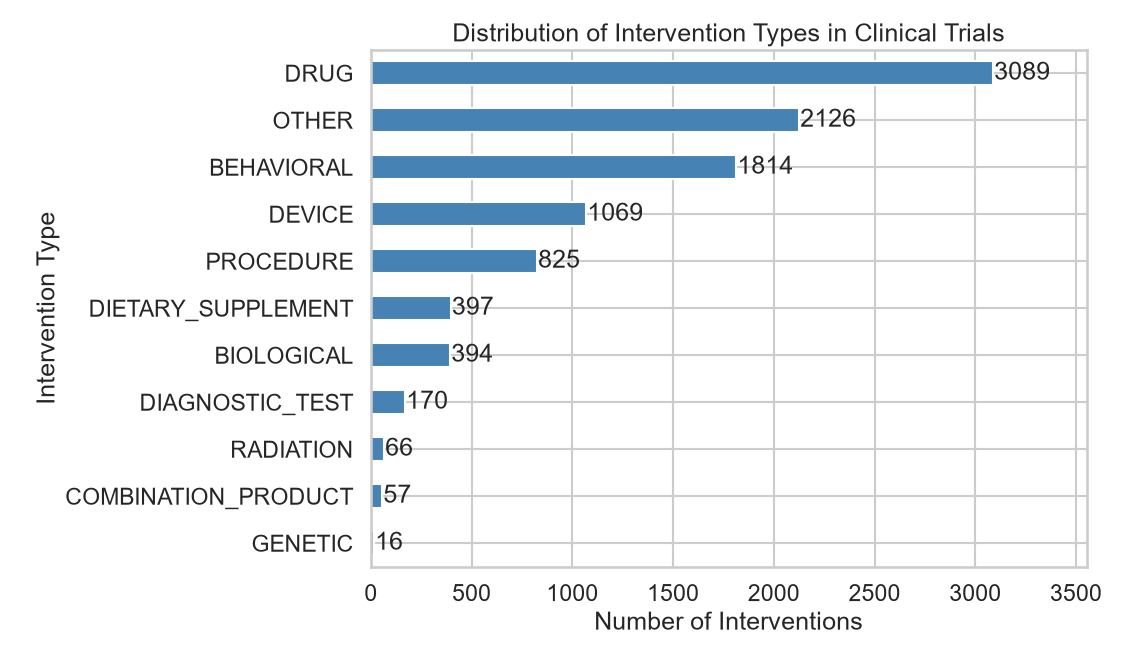 Distribution of Intervention Types in Clinical Trials
Intervention Type
DRUG 3089
OTHER 2126
BEHAVIORAL 1814
DEVICE 1069
PROCEDURE 825
DIETARY_SUPPLEMENT 397
BIOLOGICAL 394
DIAGNOSTIC_TEST 170
RADIATION 66
COMBINATION_PRODUCT 57
GENETIC 16
0 500 1000 1500 2000 2500 3000 3500
Number of Interventions